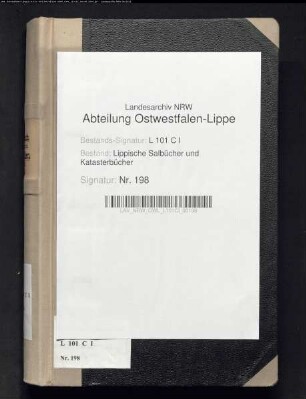 Landesarchiv NRW
Abteilung Ostwestfalen-Lippe
Bestands-Signatur: L 101 C I
Bestand: Lippische Salbücher und
Katasterbücher
Signatur: Nr. 198
L 101 C I
Nr. 198